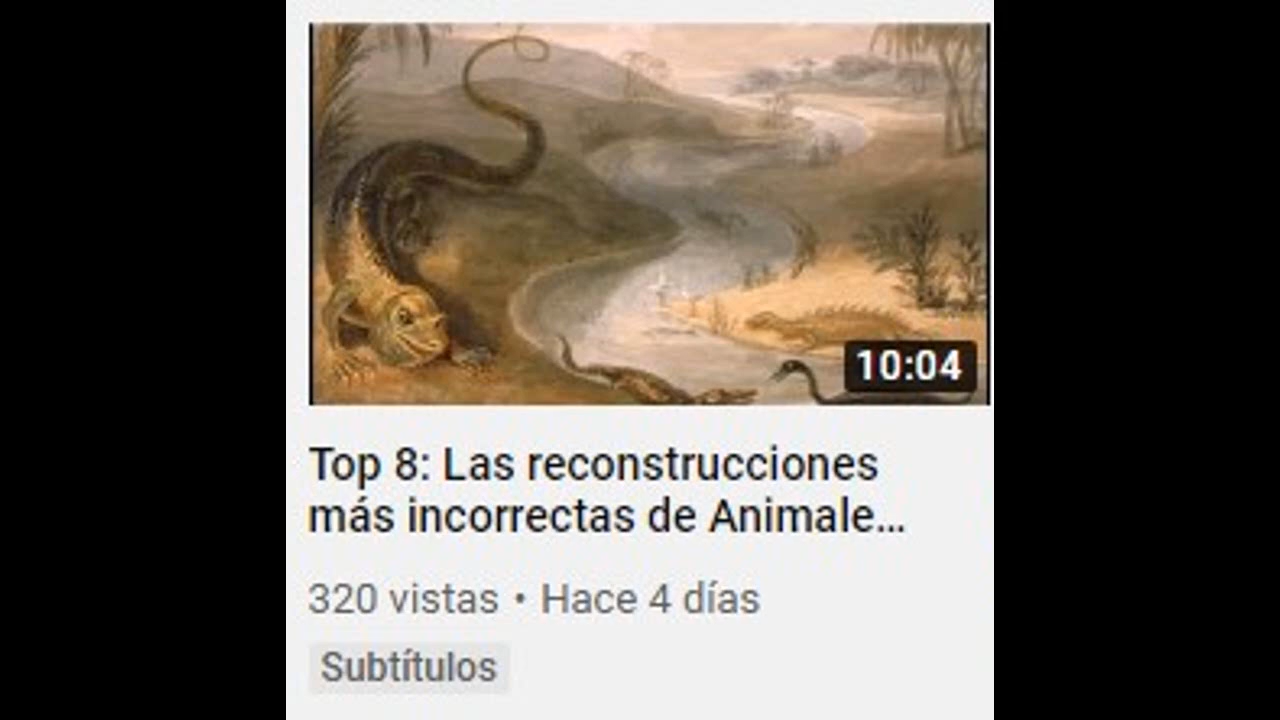 10:04
Top 8: Las reconstrucciones
más incorrectas de Animale...
320 vistas • Hace 4 días
Subtítulos